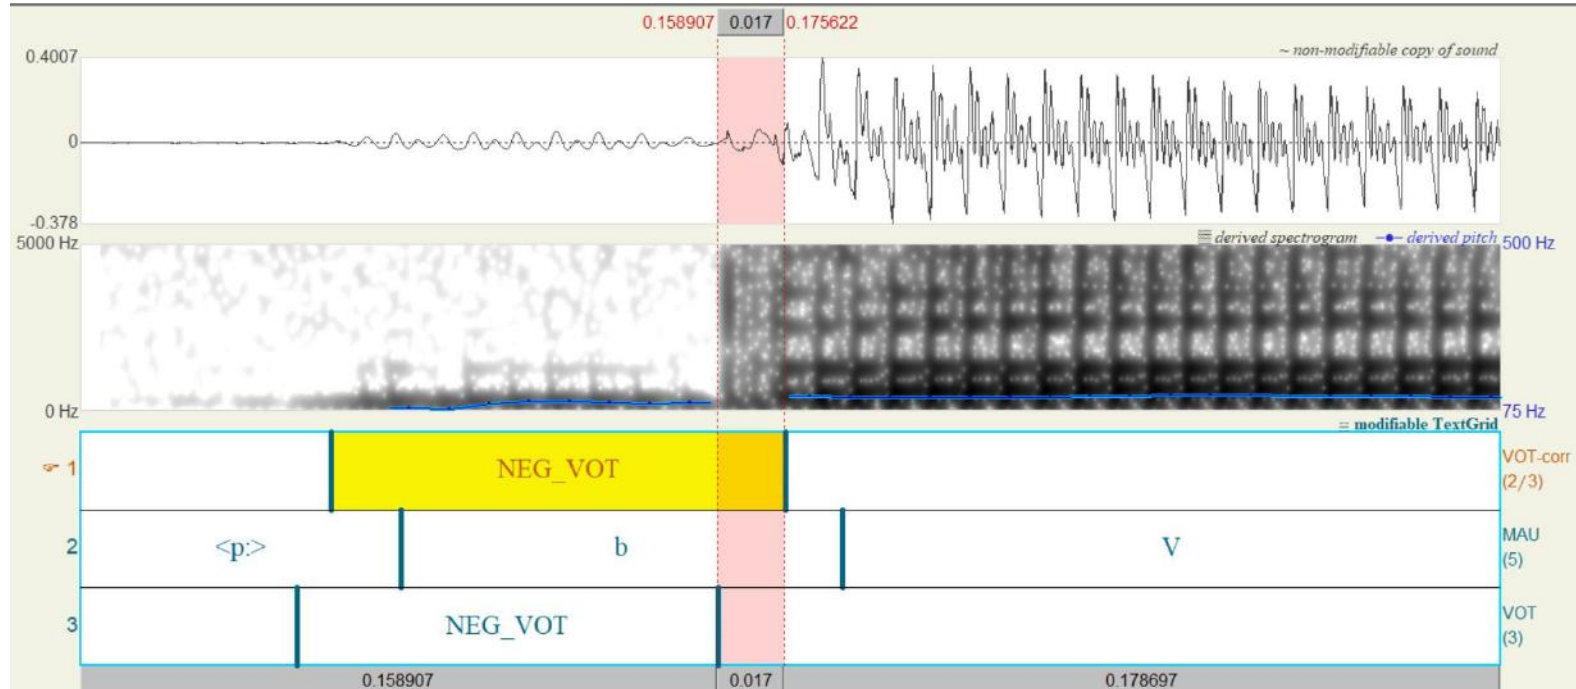 0.158907 0.017 0.175622
0.4007
~ non-modifiable copy of sound
0
-0.378
5000 Hz
derived spectrogram derived pitch 500 Hz
0 Hz
75 Hz
modifiable TextGrid
1 NEG_VOT VOT-corr
(2/3)
2 <p:> b V MAU
(5)
3 NEG_VOT VOT
(3)
0.158907 0.017 0.178697